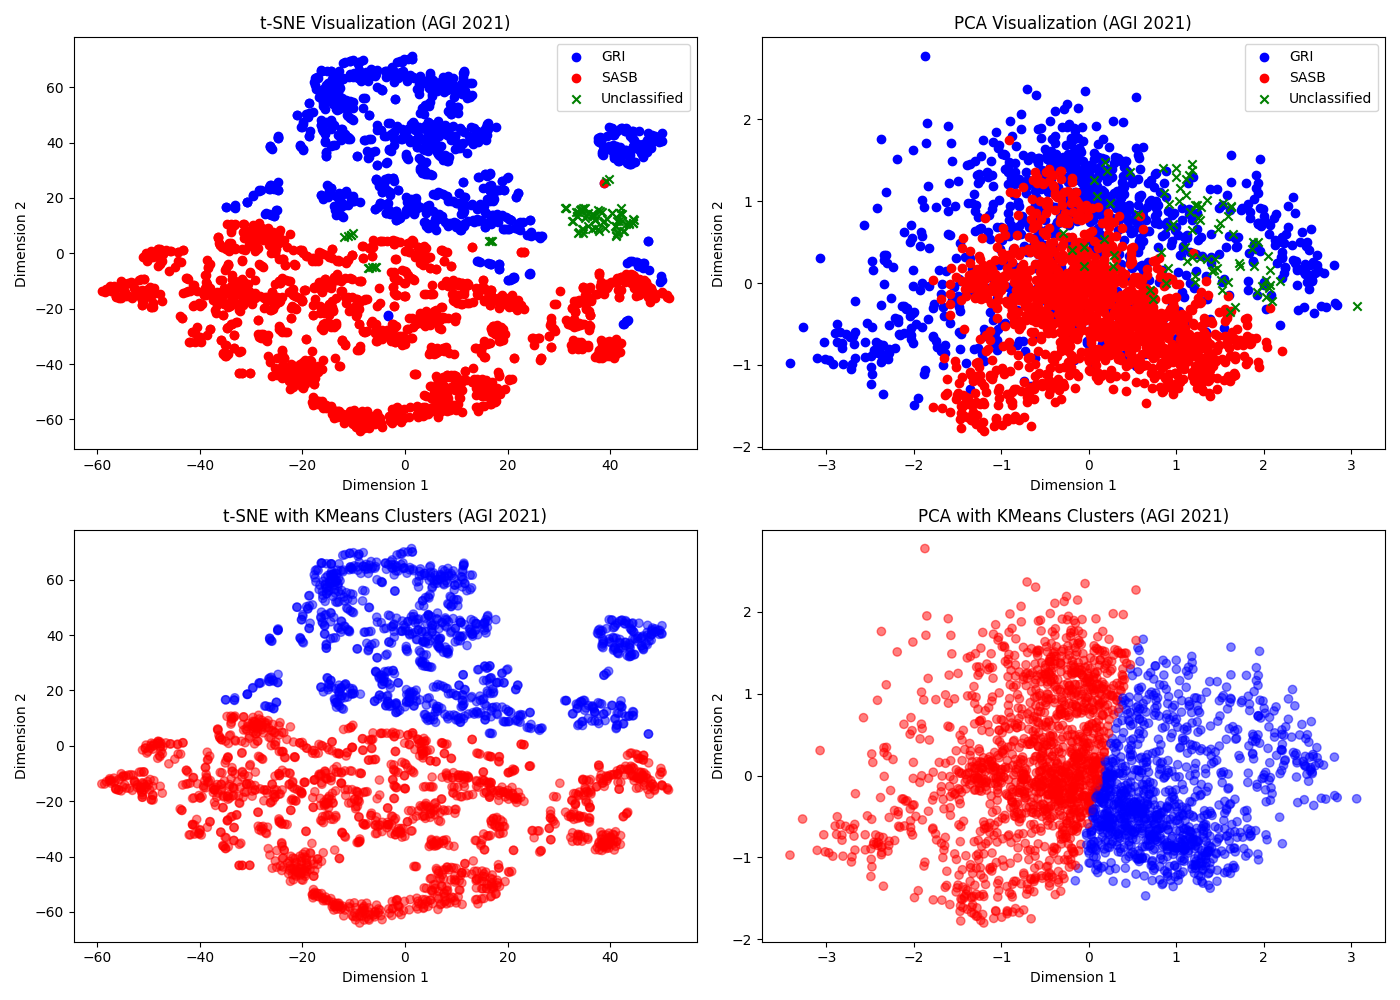 t-SNE Visualization (AGI 2021)
GRI
SASB
Unclassified
60
40
20
0
−20
−40
−60
Dimension 2
−60 −40 −20 0 20 40
Dimension 1
PCA Visualization (AGI 2021)
GRI
SASB
Unclassified
2
1
0
−1
−2
Dimension 2
−3 −2 −1 0 1 2 3
Dimension 1
t-SNE with KMeans Clusters (AGI 2021)
60
40
20
0
−20
−40
−60
Dimension 2
−60 −40 −20 0 20 40
Dimension 1
PCA with KMeans Clusters (AGI 2021)
2
1
0
−1
−2
Dimension 2
−3 −2 −1 0 1 2 3
Dimension 1